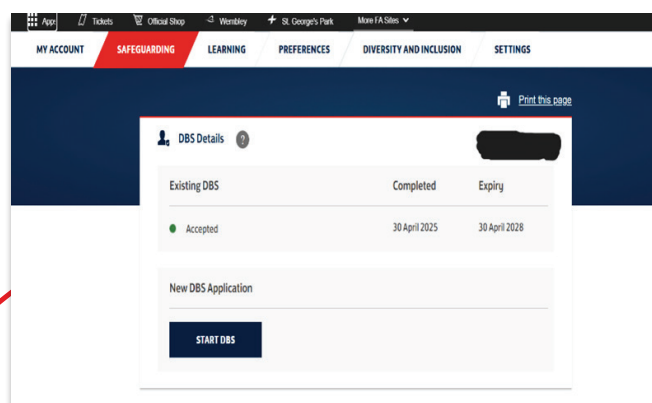 App Tickets Official Shop Wembley St. George's Park More FA Sites
MY ACCOUNT SAFEGUARDING LEARNING PREFERENCES DIVERSITY AND INCLUSION SETTINGS
Print this page
DBS Details ?
Existing DBS Completed Expiry
Accepted 30 April 2025 30 April 2028
New DBS Application
START DBS